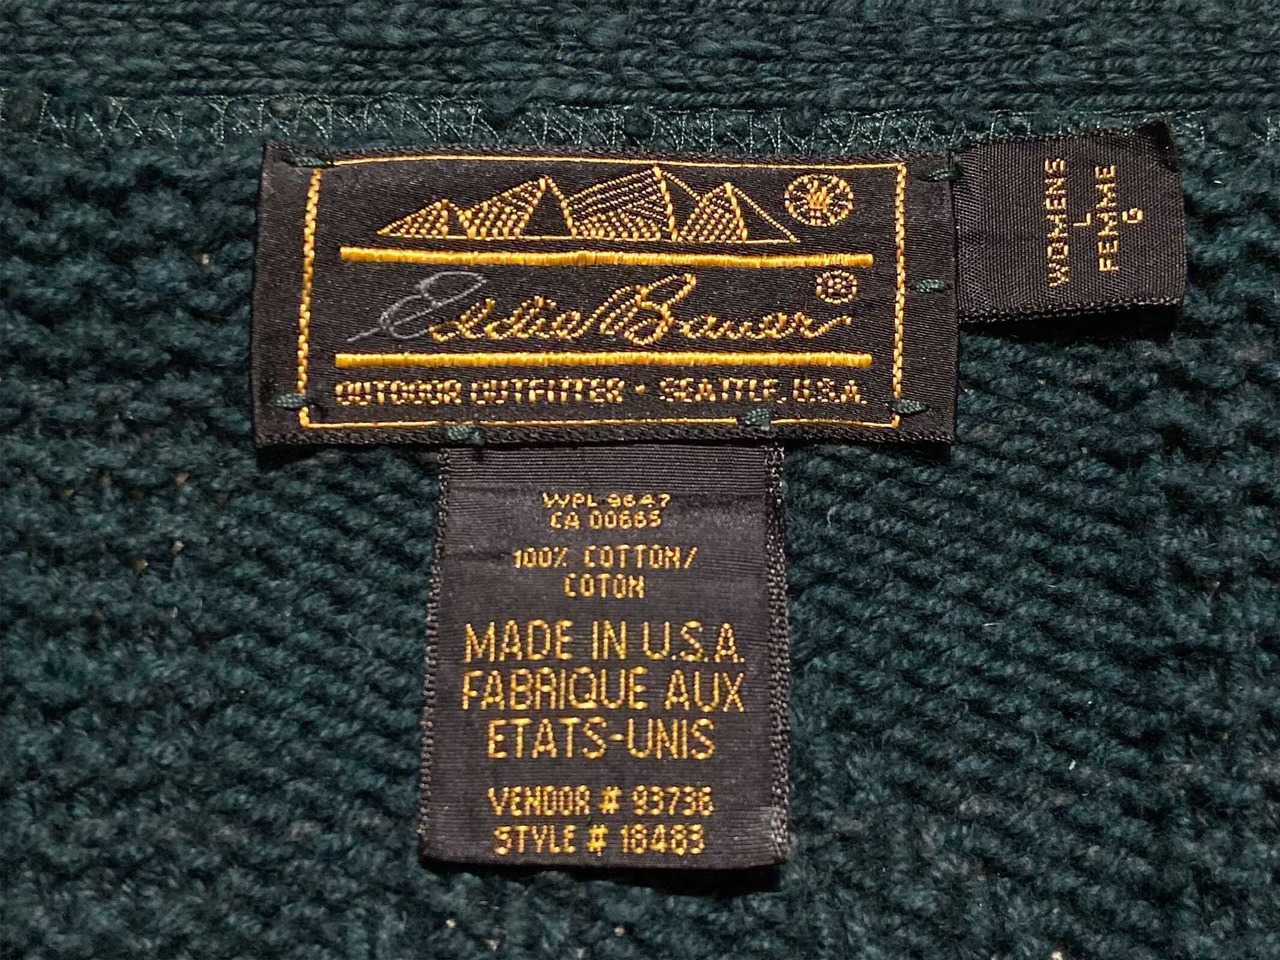 Eddie Bauer ®
OUTDOOR OUTFITTER • SEATTLE, U.S.A.
WOMENS
L
FEMME
G
WPL 9647
CA 00665
100% COTTON/
COTON
MADE IN U.S.A.
FABRIQUE AUX
ETATS-UNIS
VENDOR # 93736
STYLE # 18483